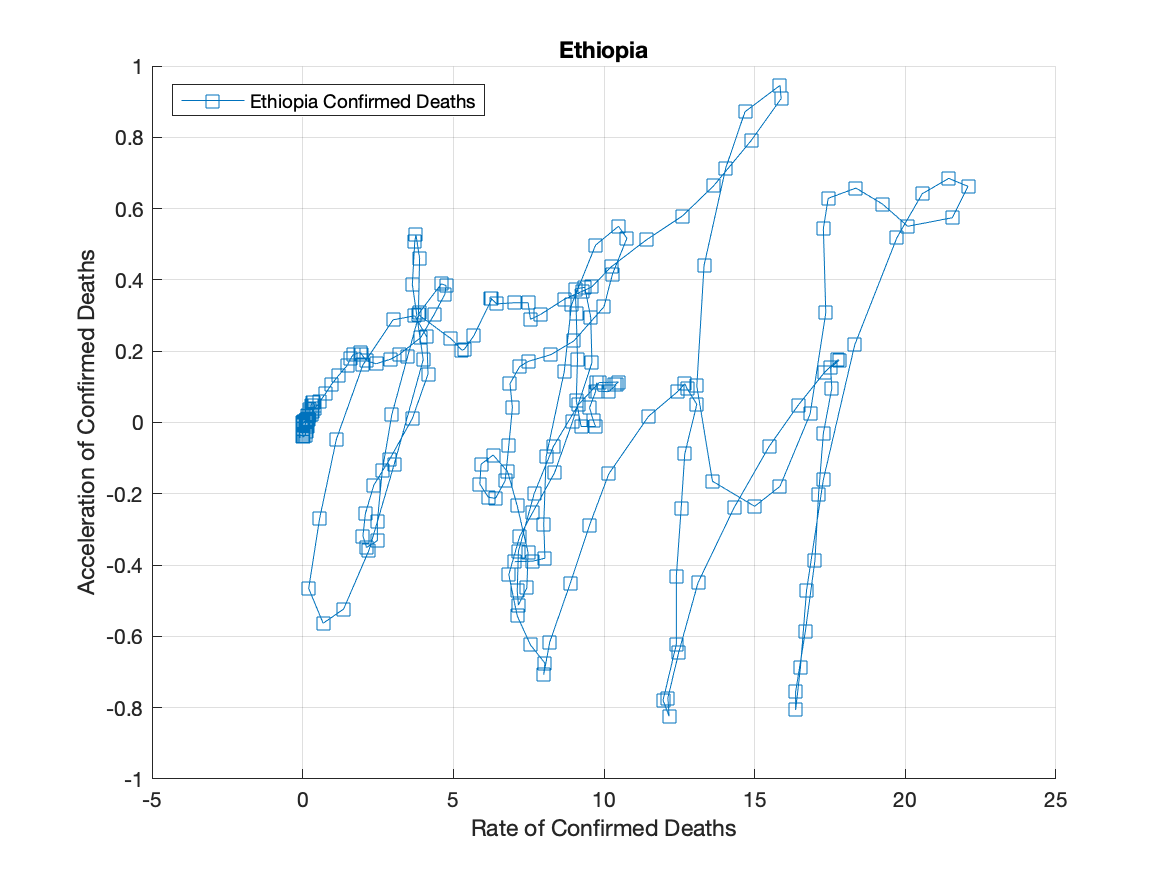 Ethiopia
Ethiopia Confirmed Deaths
1
0.8
0.6
0.4
0.2
0
-0.2
-0.4
-0.6
-0.8
-1
Acceleration of Confirmed Deaths
-5 0 5 10 15 20 25
Rate of Confirmed Deaths